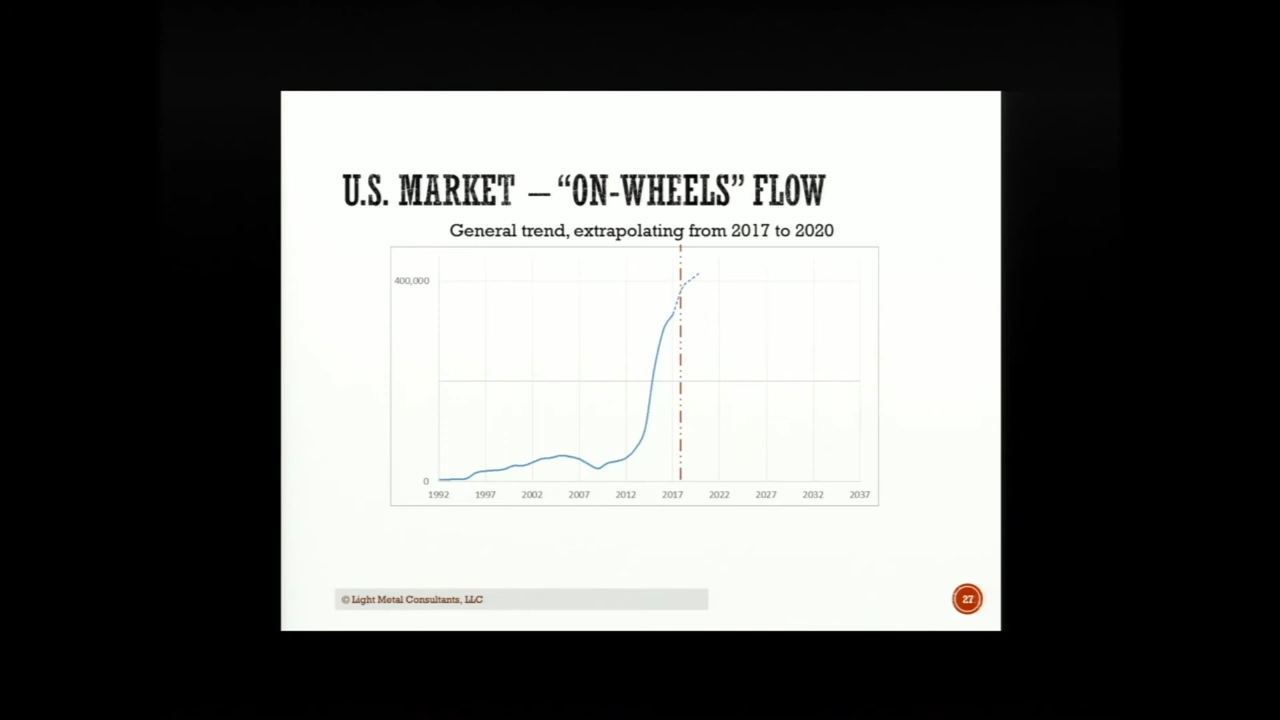 U.S. MARKET – “ON-WHEELS” FLOW
General trend, extrapolating from 2017 to 2020
400,000
0
1992 1997 2002 2007 2012 2017 2022 2027 2032 2037
© Light Metal Consultants, LLC
27